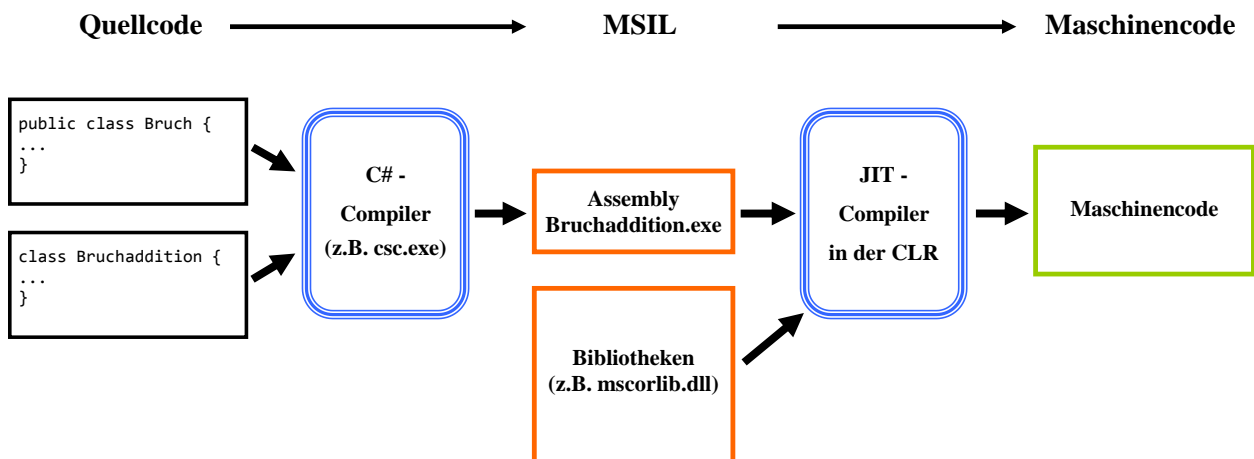 Quellcode
MSIL
Maschinencode
public class Bruch {
...
}
class Bruchaddition {
...
}
C# -
Compiler
(z.B. csc.exe)
Assembly
Bruchaddition.exe
Bibliotheken
(z.B. mscorlib.dll)
JIT -
Compiler
in der CLR
Maschinencode